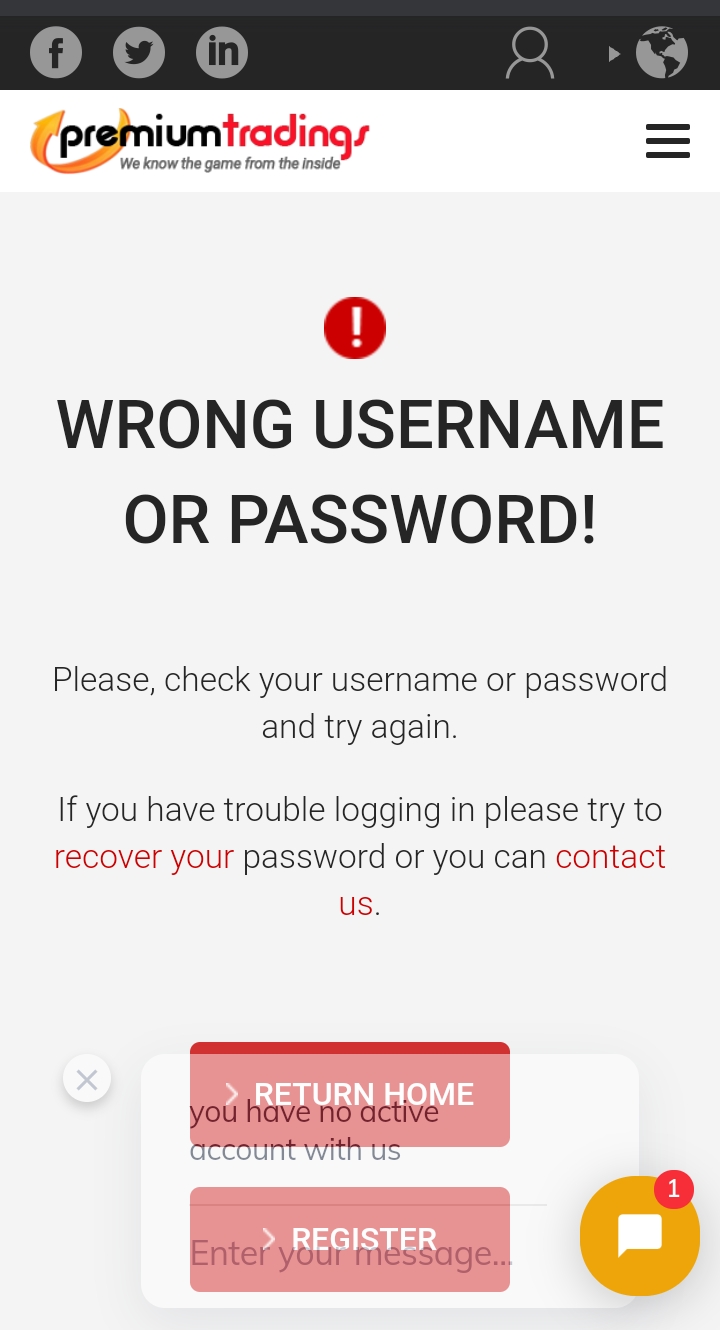 f
in
premiumtradings
We know the game from the inside
!
WRONG USERNAME
OR PASSWORD!
Please, check your username or password
and try again.
If you have trouble logging in please try to
recover your password or you can contact
us.
RETURN HOME
you have no active
account with us
1
REGISTER
Enter your message...